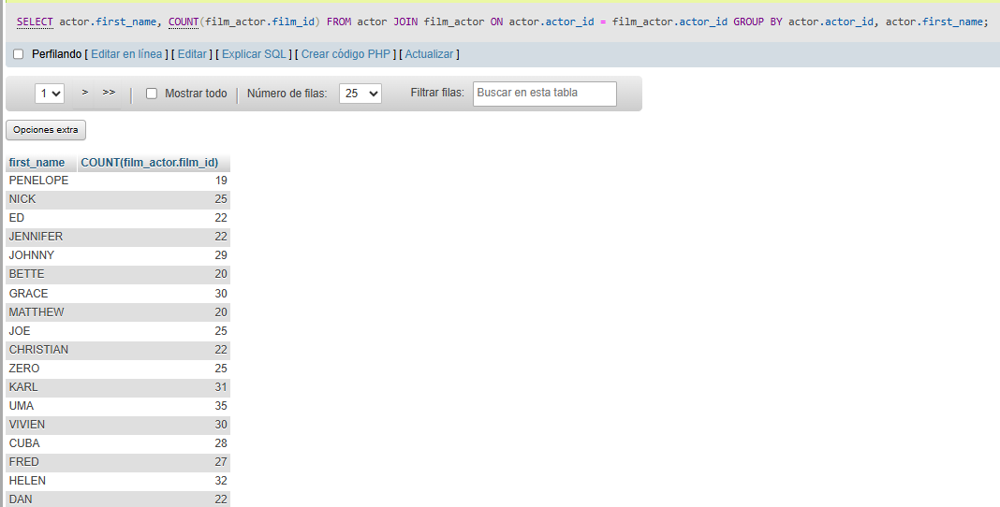 SELECT actor.first_name, COUNT(film_actor.film_id) FROM actor JOIN film_actor ON actor.actor_id = film_actor.actor_id GROUP BY actor.actor_id, actor.first_name;
Perfilando [ Editar en línea ] [ Editar ] [ Explicar SQL ] [ Crear código PHP ] [ Actualizar ]
1 > >> | Mostrar todo | Número de filas: 25 Filtrar filas: Buscar en esta tabla
Opciones extra
first_name COUNT(film_actor.film_id)
PENELOPE 19
NICK 25
ED 22
JENNIFER 22
JOHNNY 29
BETTE 20
GRACE 30
MATTHEW 20
JOE 25
CHRISTIAN 22
ZERO 25
KARL 31
UMA 35
VIVIEN 30
CUBA 28
FRED 27
HELEN 32
DAN 22